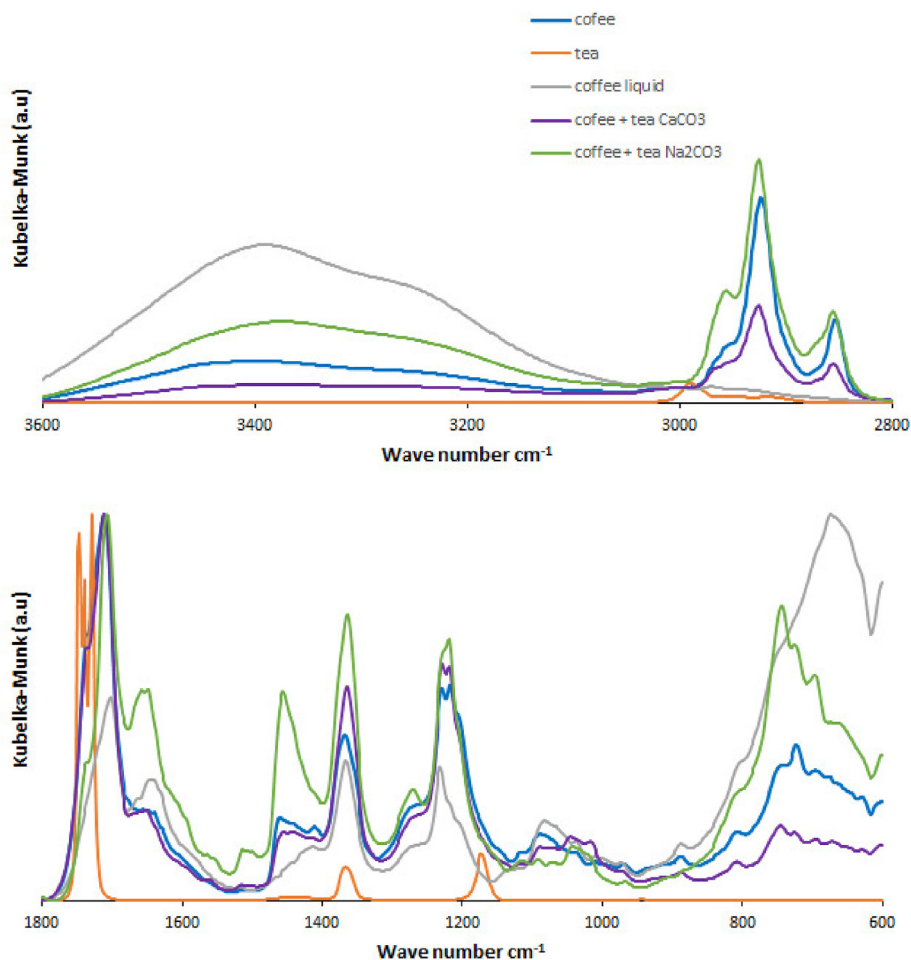 cofee
tea
coffee liquid
cofee + tea CaCO3
coffee + tea Na2CO3
Kubelka-Munk (a.u)
3600 3400 3200 3000 2800
Wave number cm-1
Kubelka-Munk (a.u)
1800 1600 1400 1200 1000 800 600
Wave number cm-1